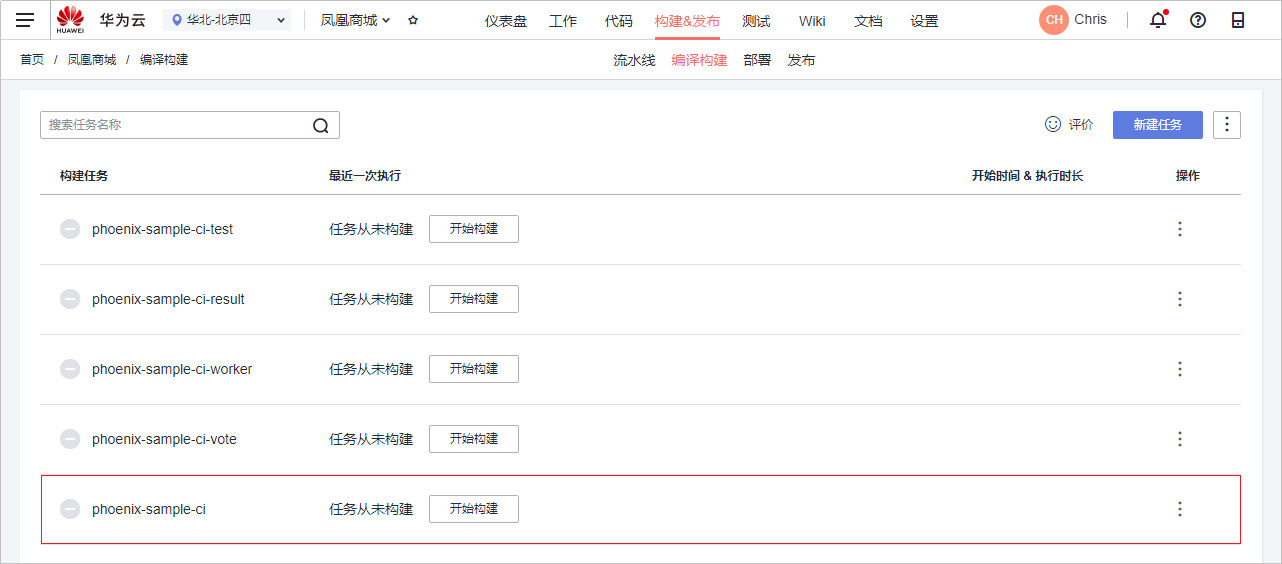 HUAWEI 华为云 华北-北京四 凤凰商城 仪表盘 工作 代码 构建&发布 测试 Wiki 文档 设置 CH Chris
首页 / 凤凰商城 / 编译构建 流水线 编译构建 部署 发布
搜索任务名称 评价 新建任务
构建任务 最近一次执行 开始时间 & 执行时长 操作
phoenix-sample-ci-test 任务从未构建 开始构建
phoenix-sample-ci-result 任务从未构建 开始构建
phoenix-sample-ci-worker 任务从未构建 开始构建
phoenix-sample-ci-vote 任务从未构建 开始构建
phoenix-sample-ci 任务从未构建 开始构建